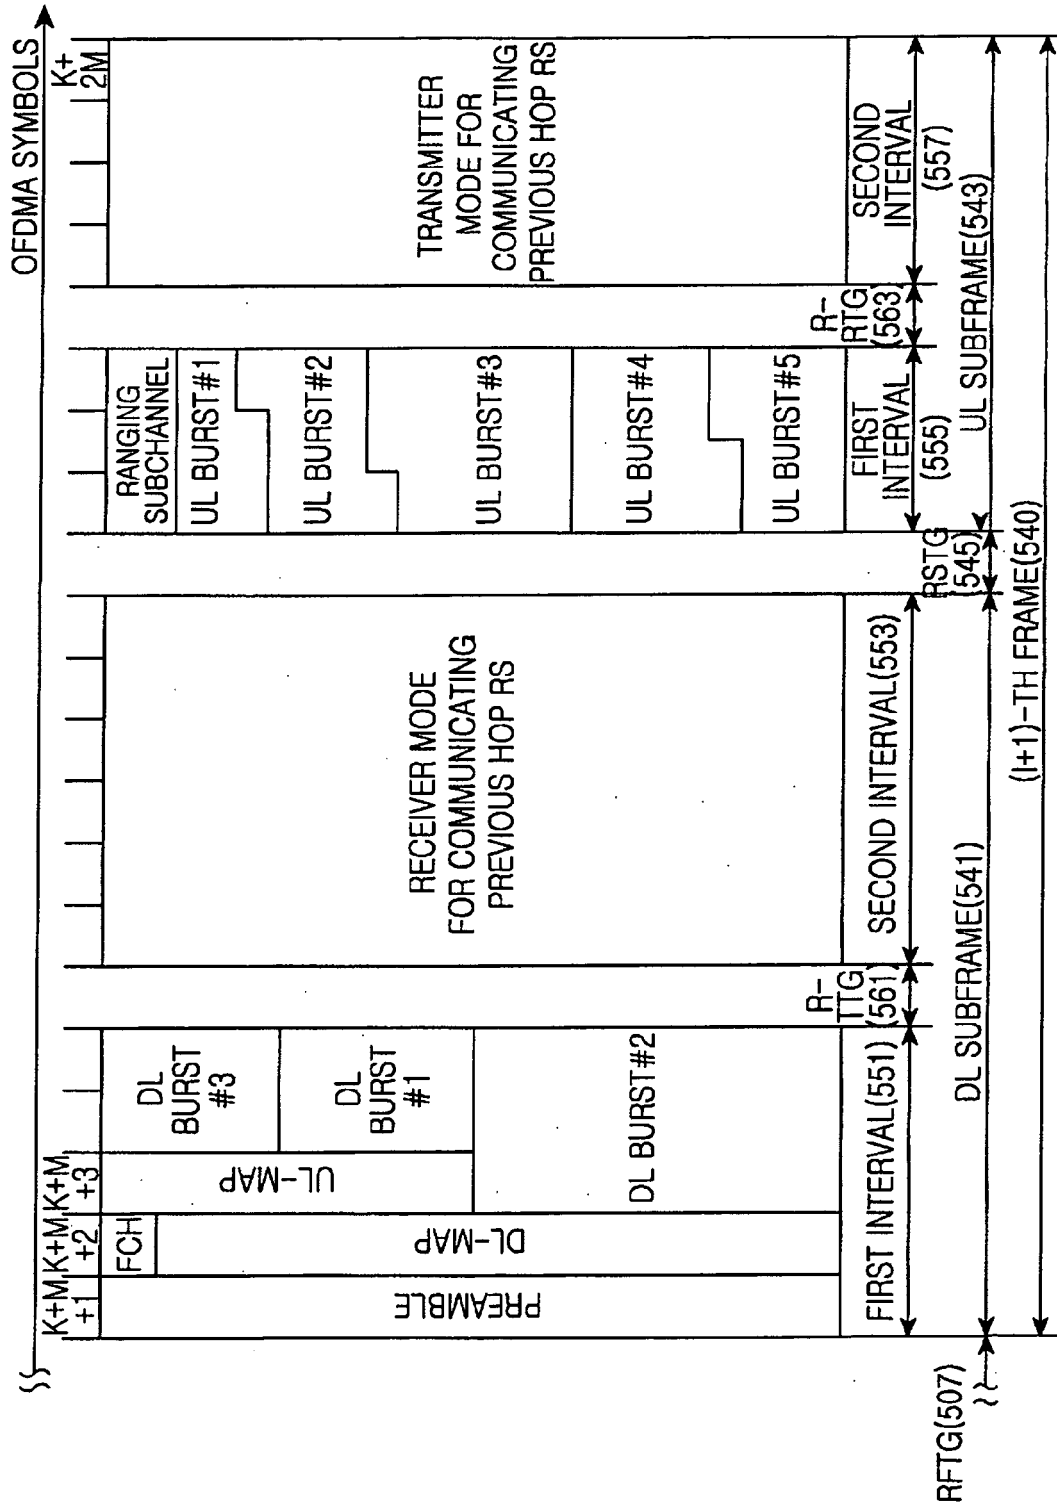 OFDMA SYMBOLS
K+M
+1
K+M
+2
K+M
+3
K+
2M
PREAMBLE
FCH
DL-MAP
UL-MAP
DL
BURST
#3
DL
BURST
#1
DL BURST#2
RECEIVER MODE
FOR COMMUNICATING
PREVIOUS HOP RS
RANGING
SUBCHANNEL
UL BURST#1
UL BURST#2
UL BURST#3
UL BURST#4
UL BURST#5
TRANSMITTER
MODE FOR
COMMUNICATING
PREVIOUS HOP RS
FIRST INTERVAL(551)
R-
TTG
(561)
SECOND INTERVAL(553)
RSTG
(545)
FIRST
INTERVAL
(555)
R-
RTG
(563)
SECOND
INTERVAL
(557)
RFTG(507)
DL SUBFRAME(541)
UL SUBFRAME(543)
(I+1)-TH FRAME(540)